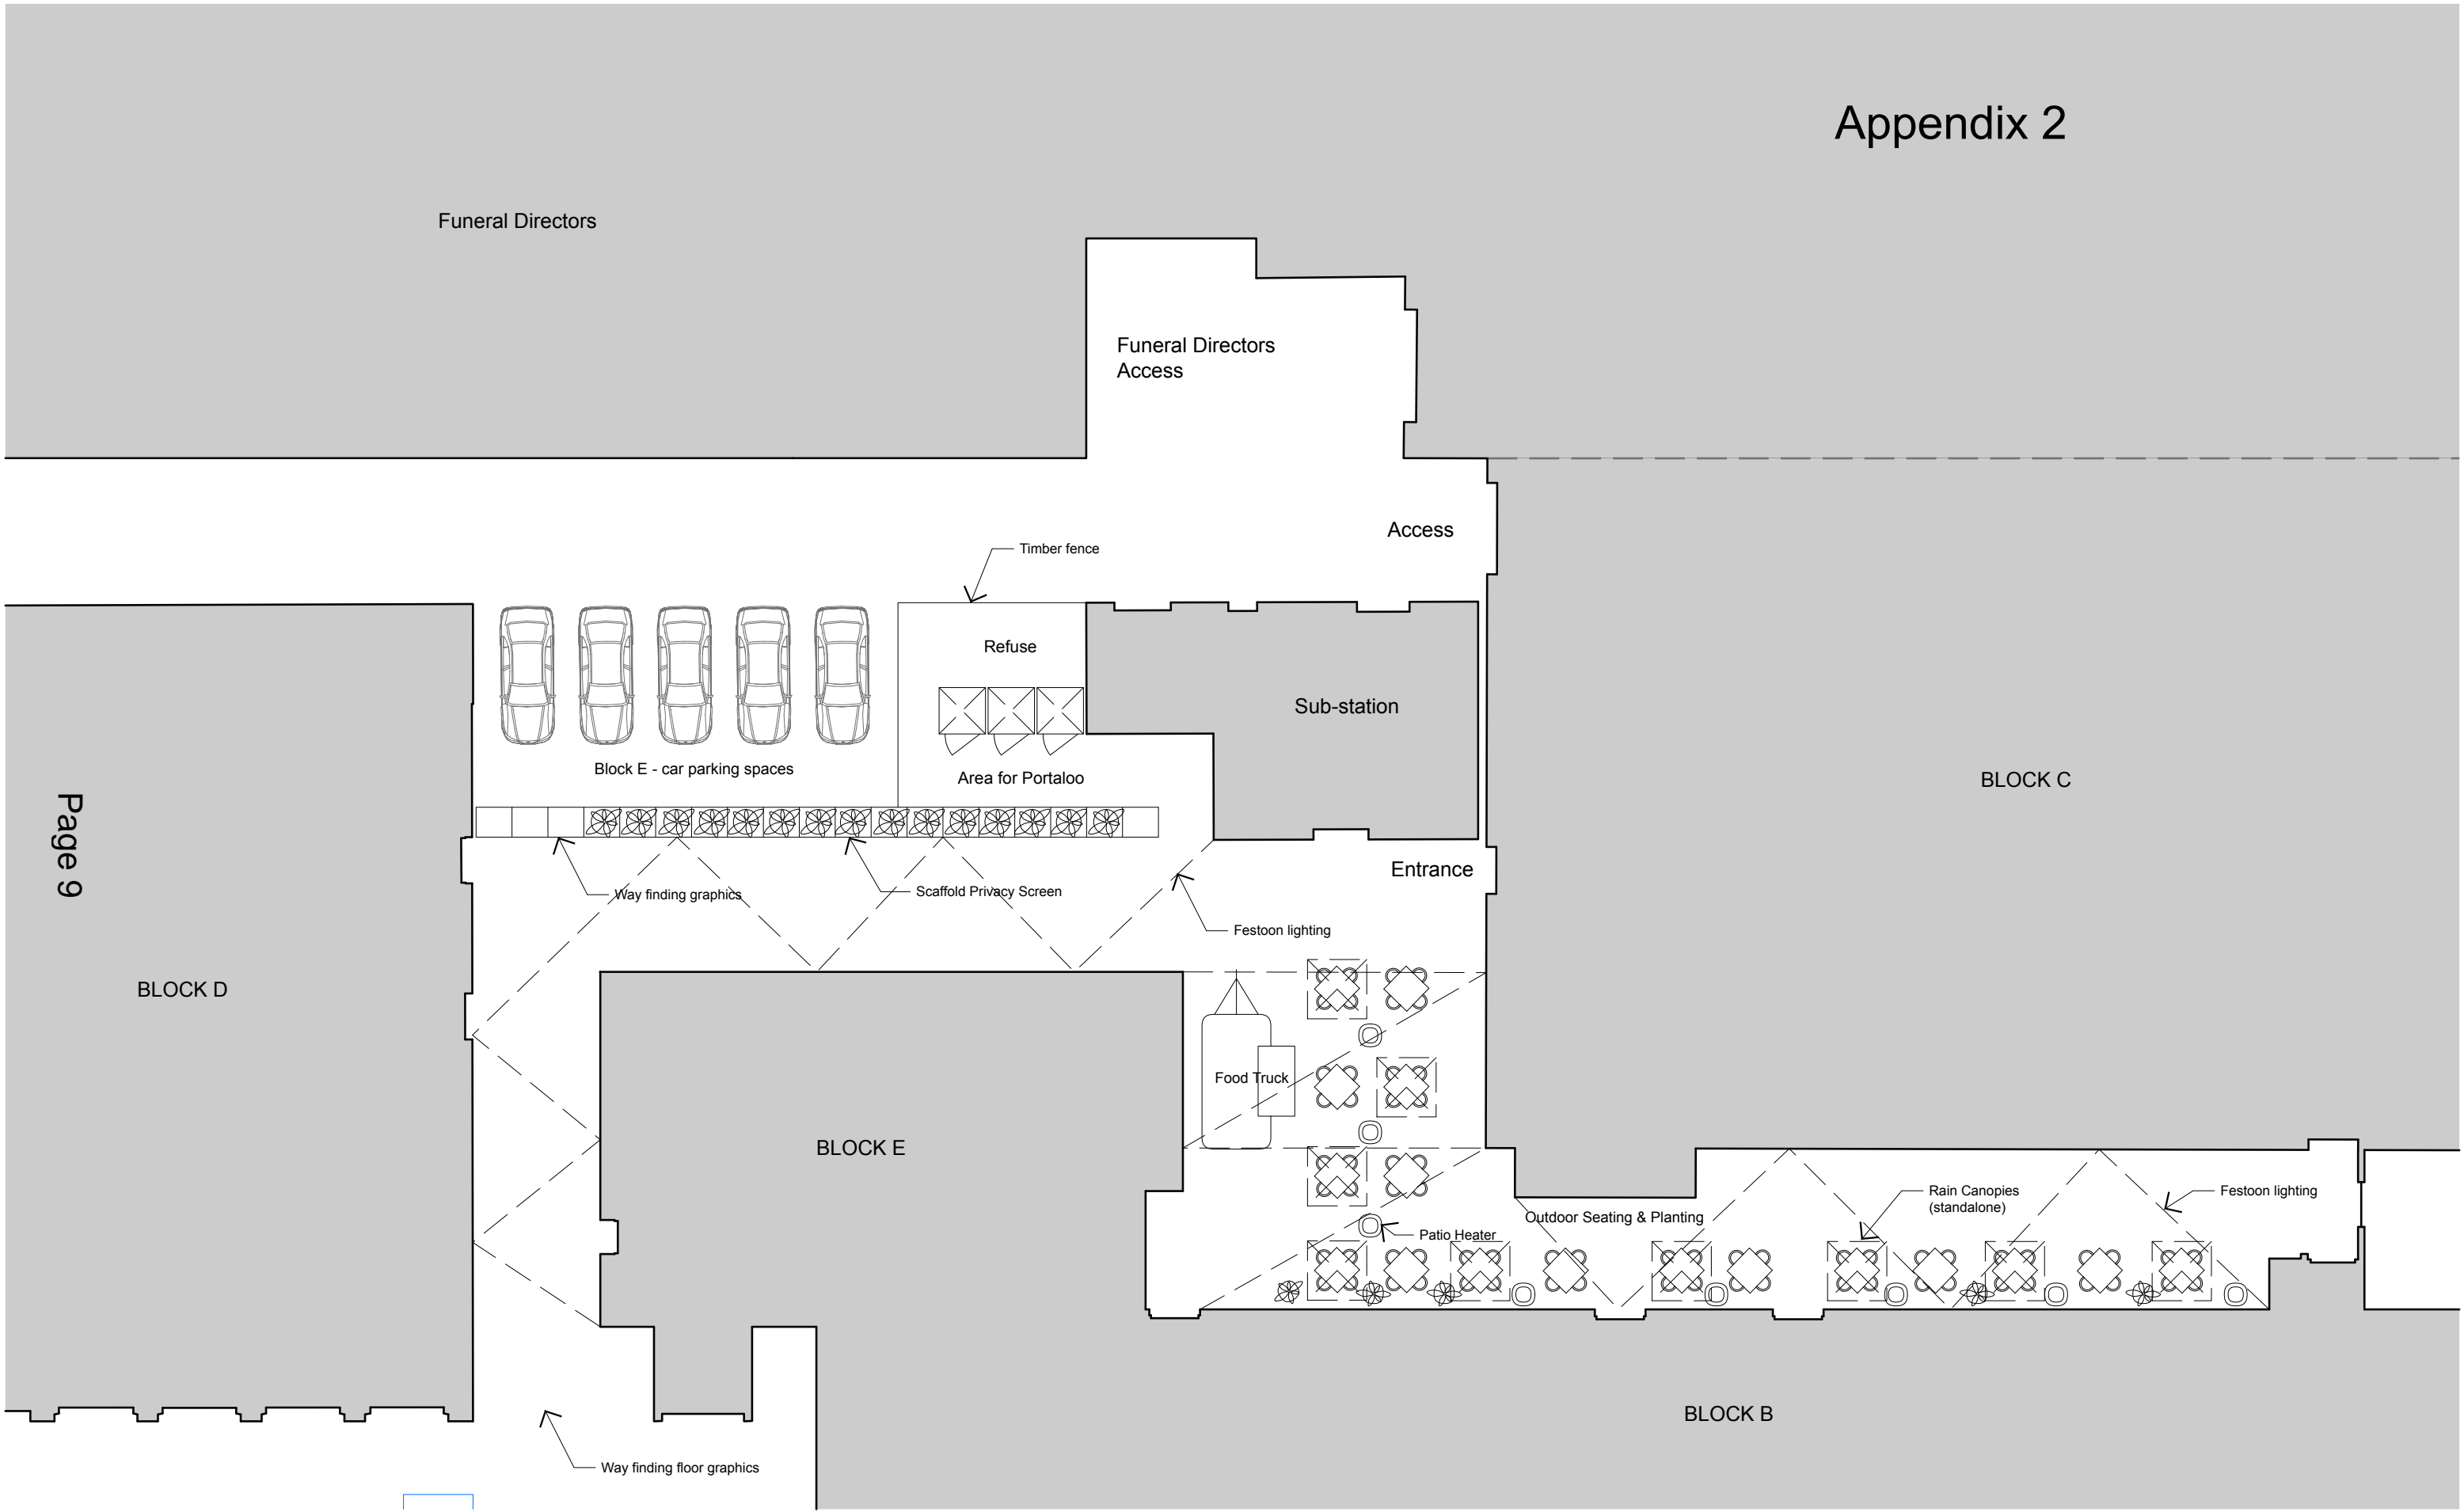 Appendix 2
Funeral Directors
Funeral Directors
Access
Access
Timber fence
Refuse
Sub-station
Block E - car parking spaces
Area for Portaloo
BLOCK C
Page 9
Entrance
Way finding graphics
Scaffold Privacy Screen
Festoon lighting
BLOCK D
Food Truck
BLOCK E
Rain Canopies
(standalone)
Festoon lighting
Outdoor Seating & Planting
Patio Heater
BLOCK B
Way finding floor graphics